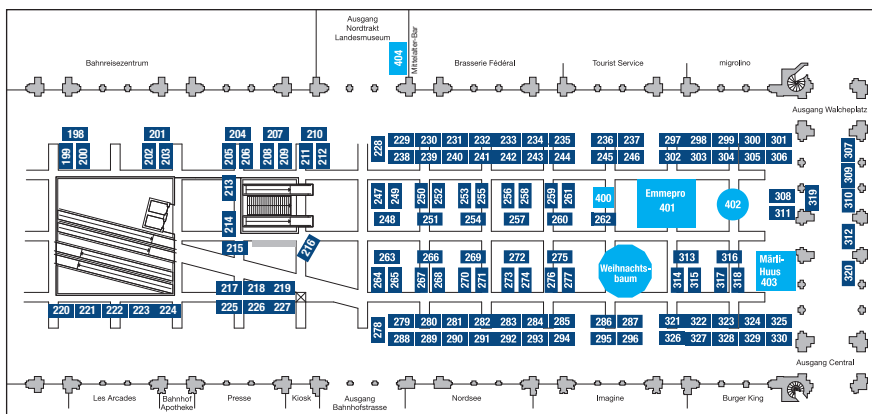 Ausgang
Nordtrakt
Landesmuseum
404
Mittelalter-Bar
Bahnreisezentrum
Brasserie Fédéral
Tourist Service
migrolino
Ausgang Walcheplatz
198
201
204
207
210
228
229 230 231 232 233 234 235
236 237
297 298 299 300 301
199 200
202 203
205 206
208 209
211 212
238 239 240 241 242 243 244
245 246
302 303 304 305 306
307
309
310
312
320
213
214
215
216
247 249
250 252
253 255
256 258
259 261
400
Emmepro
401
402
308
311
319
248
251
254
257
260
262
263
266
269
272
275
Weihnachts-
baum
313
316
Märli-
Huus
403
264 265
267 268
270 271
273 274
276 277
314 315
317 318
217 218 219
220 221 222 223 224
225 226 227
278
279 280 281 282 283 284 285
286 287
321 322 323 324 325
288 289 290 291 292 293 294
295 296
326 327 328 329 330
Ausgang Central
Les Arcades
Bahnhof
Apotheke
Presse
Kiosk
Ausgang
Bahnhofstrasse
Nordsee
Imagine
Burger King